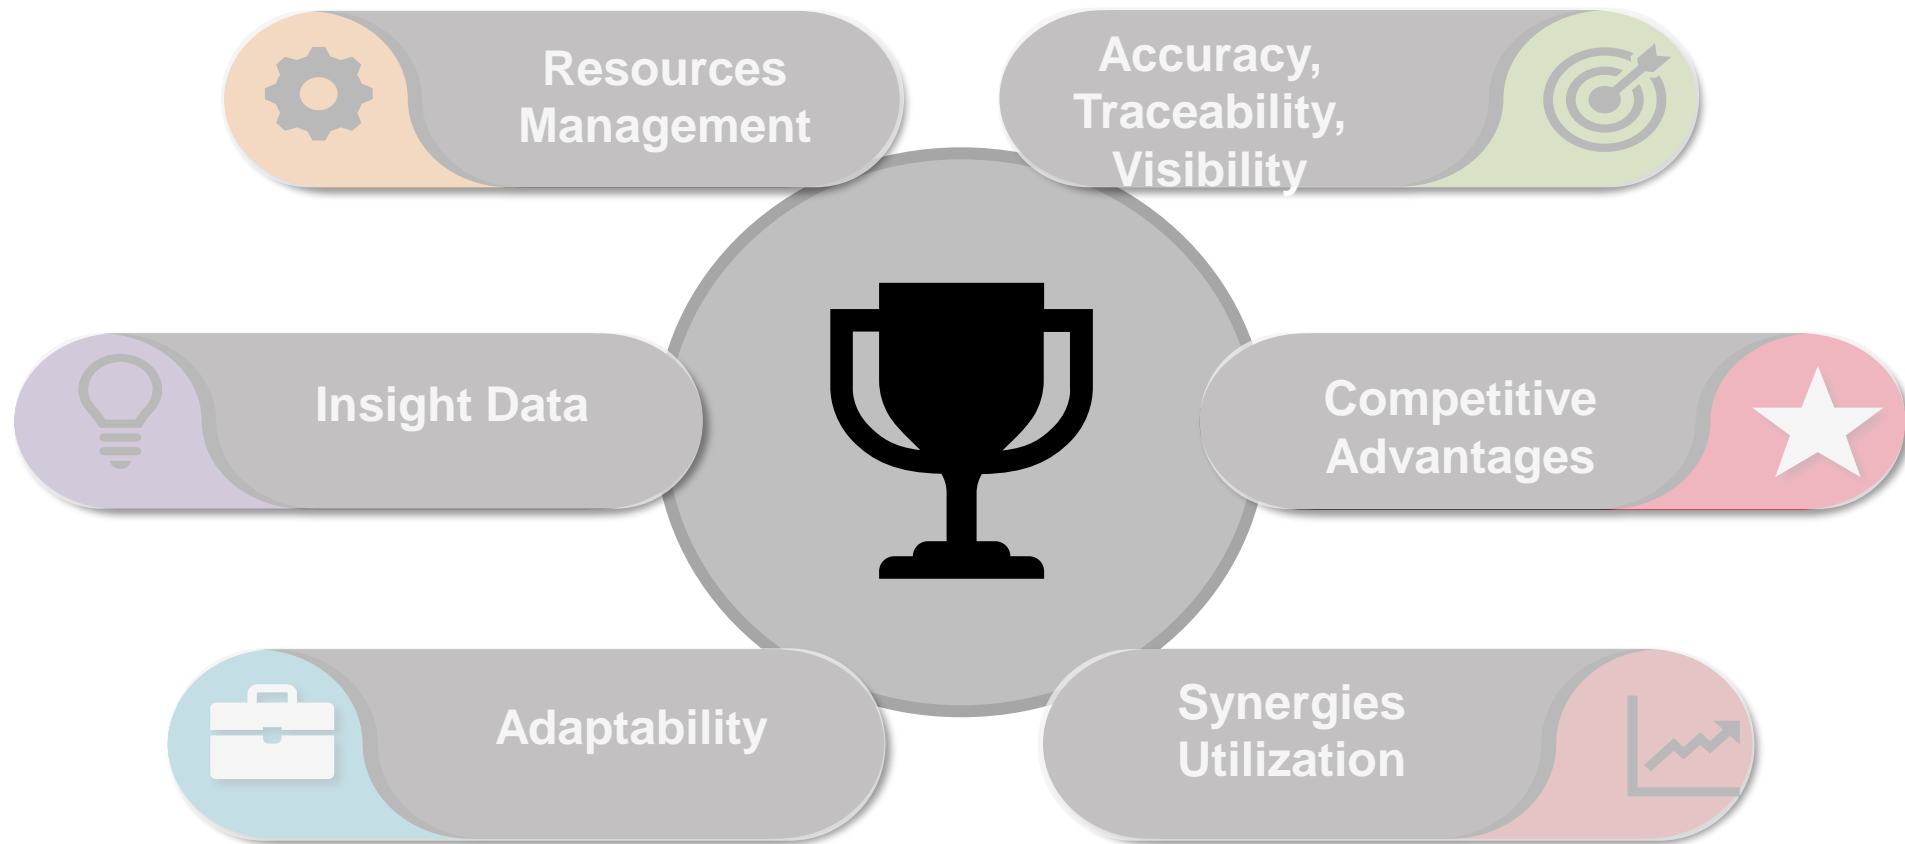 Resources
Management
Accuracy,
Traceability,
Visibility
Insight Data
Competitive
Advantages
Adaptability
Synergies
Utilization